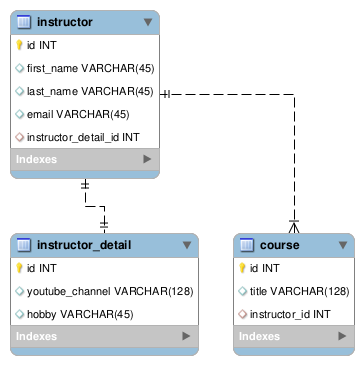 instructor
id INT
first_name VARCHAR(45)
last_name VARCHAR(45)
email VARCHAR(45)
instructor_detail_id INT
Indexes
instructor_detail
id INT
youtube_channel VARCHAR(128)
hobby VARCHAR(45)
Indexes
course
id INT
title VARCHAR(128)
instructor_id INT
Indexes